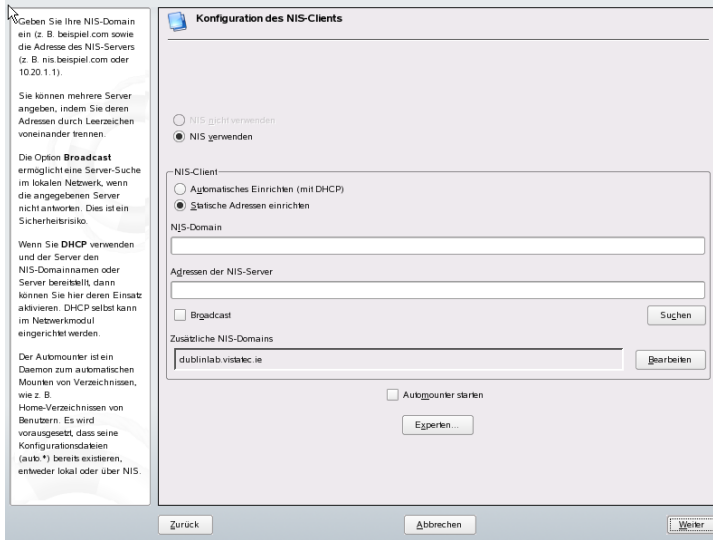 Geben Sie Ihre NIS-Domain
ein (z. B. beispiel.com sowie
die Adresse des NIS-Servers
(z. B. nis.beispiel.com oder
10.20.1.1).
Sie können mehrere Server
angeben, indem Sie deren
Adressen durch Leerzeichen
voneinander trennen.
Die Option Broadcast
ermöglicht eine Server-Suche
im lokalen Netzwerk, wenn
die angegebenen Server
nicht antworten. Dies ist ein
Sicherheitsrisiko.
Wenn Sie DHCP verwenden
und der Server den
NIS-Domainnamen oder
Server bereitstellt, dann
können Sie hier deren Einsatz
aktivieren. DHCP selbst kann
im Netzwerkmodul
eingerichtet werden.
Der Automounter ist ein
Daemon zum automatischen
Mounten von Verzeichnissen,
wie z. B.
Home-Verzeichnissen von
Benutzern. Es wird
vorausgesetzt, dass seine
Konfigurationsdateien
(auto.*) bereits existieren,
entweder lokal oder über NIS.
Konfiguration des NIS-Clients
NIS nicht verwenden
NIS verwenden
NIS-Client
Automatisches Einrichten (mit DHCP)
Statische Adressen einrichten
NIS-Domain
Adressen der NIS-Server
Broadcast
Suchen
Zusätzliche NIS-Domains
dublinlab.vistatec.ie
Bearbeiten
Automounter starten
Experten...
Zurück
Abbrechen
Weiter